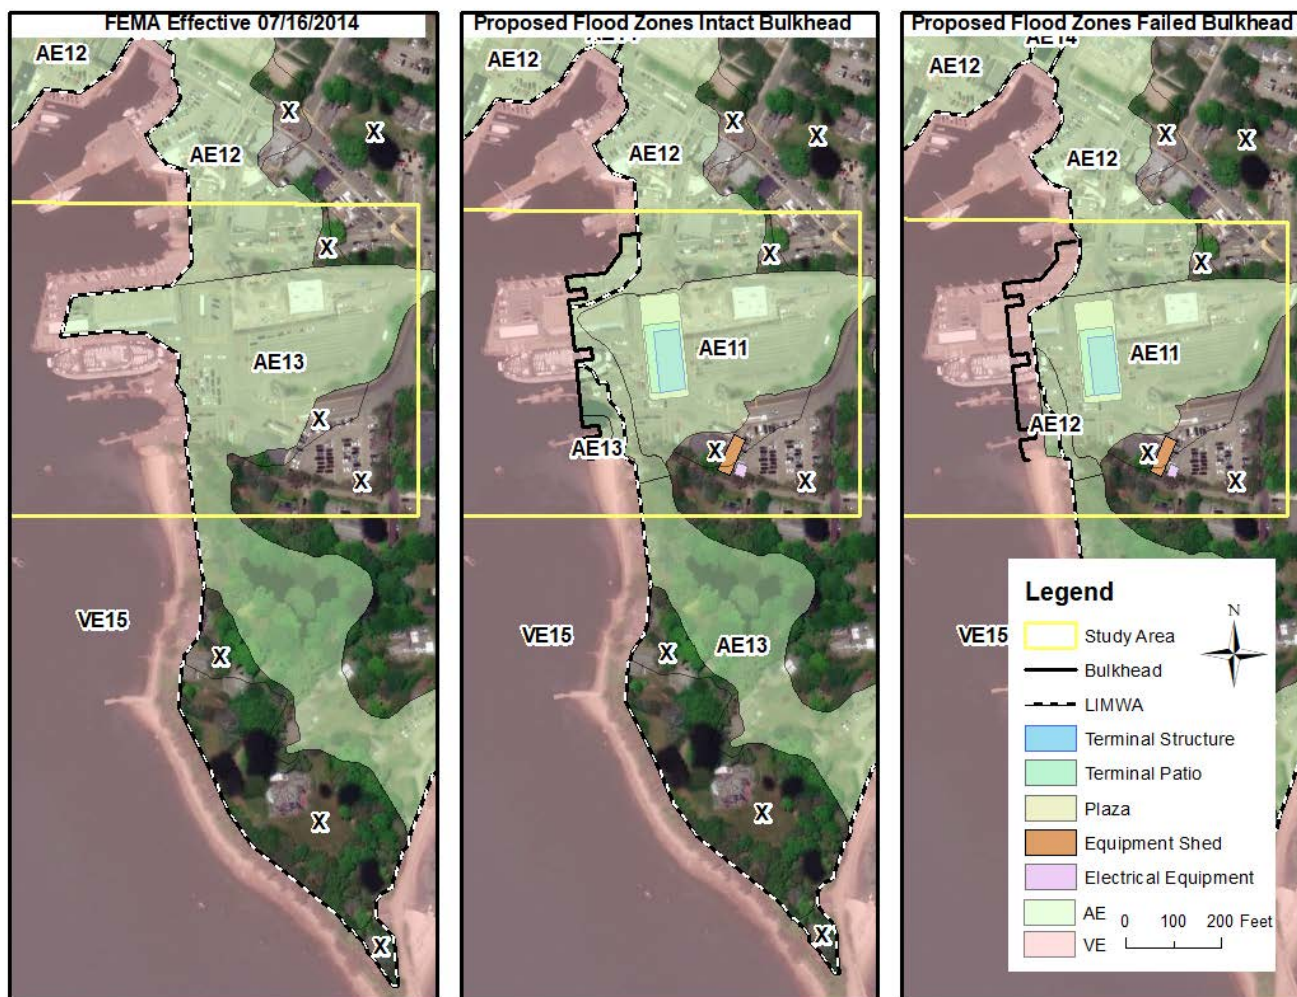 FEMA Effective 07/16/2014
AE12
X
X
AE12
X
AE13
X
X
VE15
X
X
X
Proposed Flood Zones Intact Bulkhead
AE12
X
X
AE12
X
AE11
X
AE13
X
VE15
AE13
X
X
X
Proposed Flood Zones Failed Bulkhead
AE14
AE12
X
X
AE12
X
AE11
AE12
X
X
VE15
Legend
N
Study Area
Bulkhead
LIMWA
Terminal Structure
Terminal Patio
Plaza
Equipment Shed
Electrical Equipment
AE
VE
0 100 200 Feet